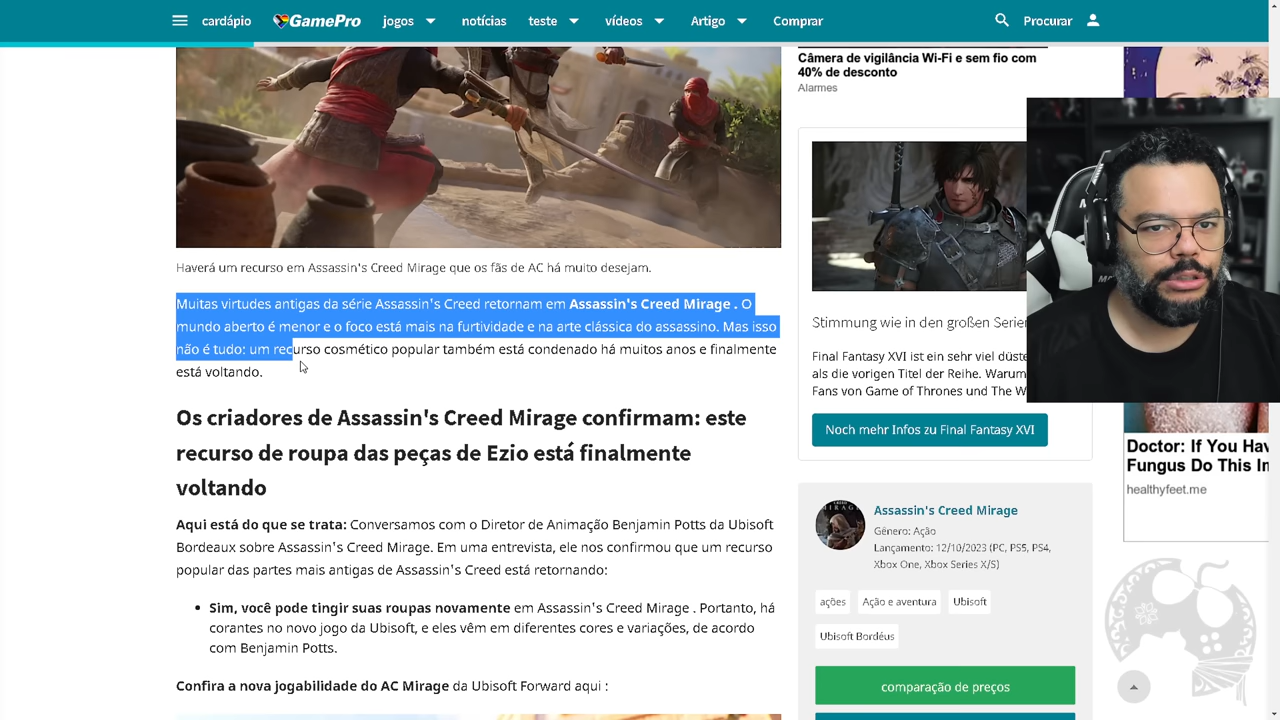 cardápio
GamePro
jogos
notícias
teste
vídeos
Artigo
Comprar
Procurar
Câmera de vigilância Wi-Fi e sem fio com
40% de desconto
Alarmes
Haverá um recurso em Assassin's Creed Mirage que os fãs de AC há muito desejam.
Muitas virtudes antigas da série Assassin's Creed retornam em Assassin's Creed Mirage . O
mundo aberto é menor e o foco está mais na furtividade e na arte clássica do assassino. Mas isso
não é tudo: um recurso cosmético popular também está condenado há muitos anos e finalmente
está voltando.
Os criadores de Assassin's Creed Mirage confirmam: este
recurso de roupa das peças de Ezio está finalmente
voltando
Aqui está do que se trata: Conversamos com o Diretor de Animação Benjamin Potts da Ubisoft
Bordeaux sobre Assassin's Creed Mirage. Em uma entrevista, ele nos confirmou que um recurso
popular das partes mais antigas de Assassin's Creed está retornando:
• Sim, você pode tingir suas roupas novamente em Assassin's Creed Mirage . Portanto, há
corantes no novo jogo da Ubisoft, e eles vêm em diferentes cores e variações, de acordo
com Benjamin Potts.
Confira a nova jogabilidade do AC Mirage da Ubisoft Forward aqui :
Stimmung wie in den großen Serien
Final Fantasy XVI ist ein sehr viel
als die vorigen Titel der Reihe. Warum
Fans von Game of Thrones und The
Noch mehr Infos zu Final Fantasy XVI
MIRAGE
Assassin's Creed Mirage
Gênero: Ação
Lançamento: 12/10/2023 (PC, PS5, PS4,
Xbox One, Xbox Series X/S)
ações
Ação e aventura
Ubisoft
Ubisoft Bordéus
comparação de preços
Doctor: If You
Fungus Do This
healthyfeet.me